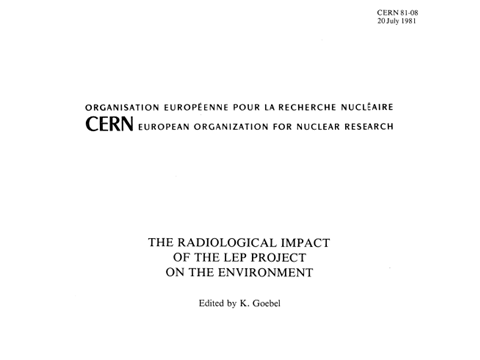 CERN 81-08
20 July 1981
ORGANISATION EUROPÉENNE POUR LA RECHERCHE NUCLÉAIRE
CERN EUROPEAN ORGANIZATION FOR NUCLEAR RESEARCH
THE RADIOLOGICAL IMPACT
OF THE LEP PROJECT
ON THE ENVIRONMENT
Edited by K. Goebel